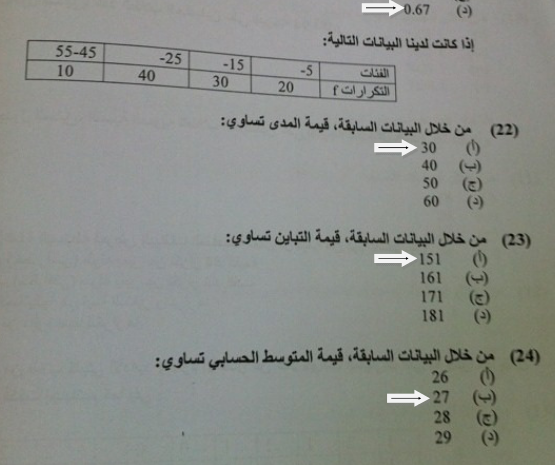 (د) 0.67
إذا كانت لدينا البيانات التالية:
الفئات 5- 15- 25- 45-55
التكرارات f 20 30 40 10
(22) من خلال البيانات السابقة، قيمة المدى تساوي:
(أ) 30
(ب) 40
(ج) 50
(د) 60
(23) من خلال البيانات السابقة، قيمة التباين تساوي:
(أ) 151
(ب) 161
(ج) 171
(د) 181
(24) من خلال البيانات السابقة، قيمة المتوسط الحسابي تساوي:
(أ) 26
(ب) 27
(ج) 28
(د) 29